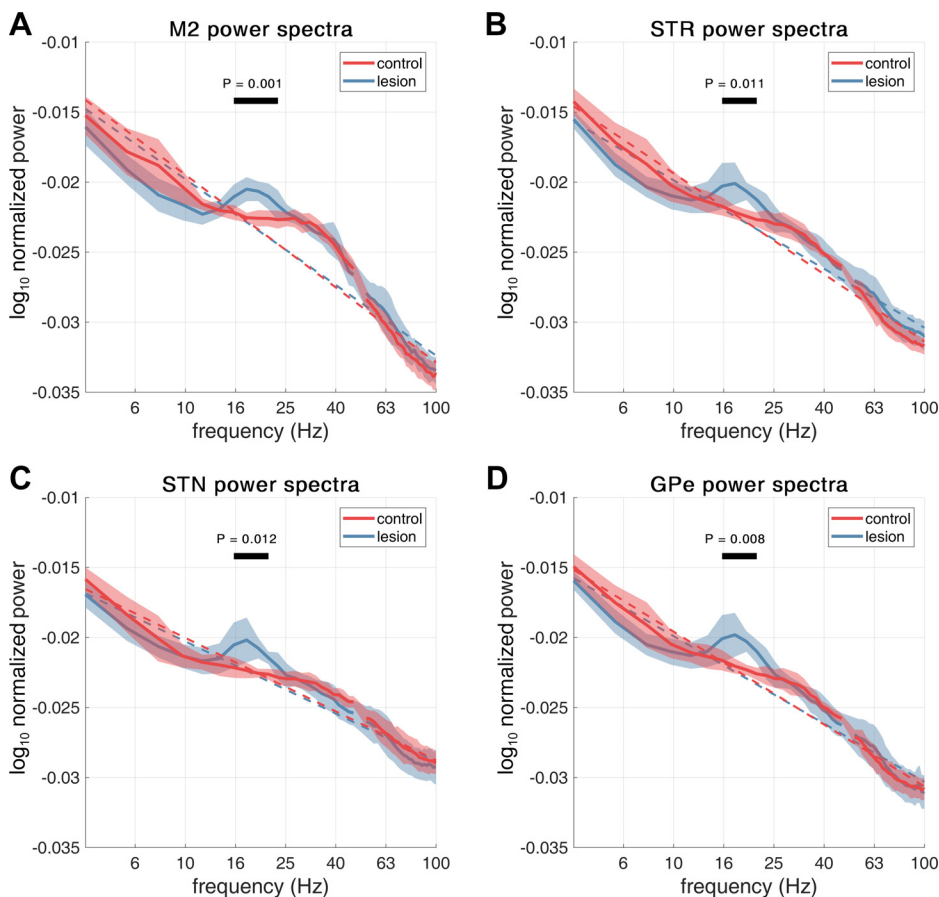 A
M2 power spectra
-0.01
-0.015
-0.02
-0.025
-0.03
-0.035
log₁₀ normalized power
P = 0.001
control
lesion
6 10 16 25 40 63 100
frequency (Hz)
B
STR power spectra
-0.01
-0.015
-0.02
-0.025
-0.03
-0.035
log₁₀ normalized power
P = 0.011
control
lesion
6 10 16 25 40 63 100
frequency (Hz)
C
STN power spectra
-0.01
-0.015
-0.02
-0.025
-0.03
-0.035
log₁₀ normalized power
P = 0.012
control
lesion
6 10 16 25 40 63 100
frequency (Hz)
D
GPe power spectra
-0.01
-0.015
-0.02
-0.025
-0.03
-0.035
log₁₀ normalized power
P = 0.008
control
lesion
6 10 16 25 40 63 100
frequency (Hz)